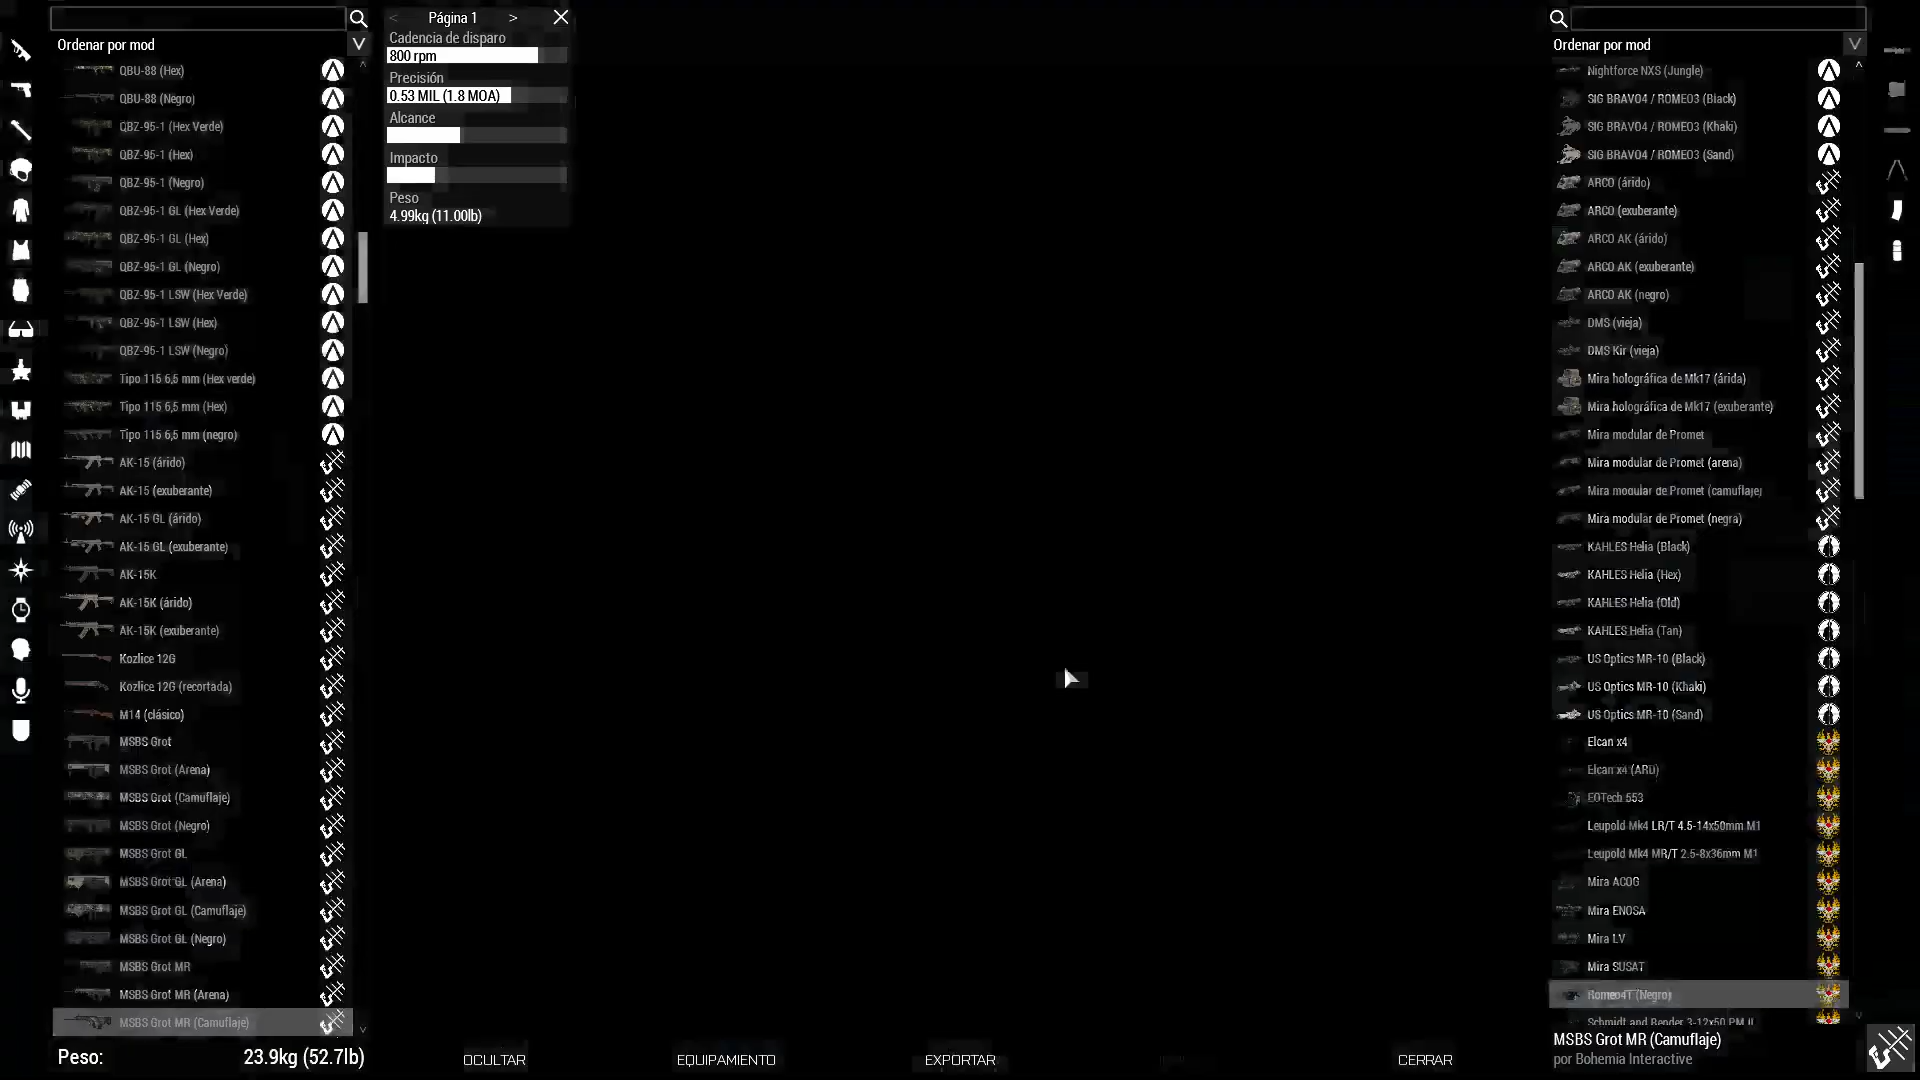 Ordenar por mod
QBU-88 (Hex)
QBU-88 (Negro)
QBZ-95-1 (Hex Verde)
QBZ-95-1 (Hex)
QBZ-95-1 (Negro)
QBZ-95-1 GL (Hex Verde)
QBZ-95-1 GL (Hex)
QBZ-95-1 GL (Negro)
QBZ-95-1 LSW (Hex Verde)
QBZ-95-1 LSW (Hex)
QBZ-95-1 LSW (Negro)
Tipo 115 6,5 mm (Hex verde)
Tipo 115 6,5 mm (Hex)
Tipo 115 6,5 mm (negro)
AK-15 (árido)
AK-15 (exuberante)
AK-15 GL (árido)
AK-15 GL (exuberante)
AK-15K
AK-15K (árido)
AK-15K (exuberante)
Kozlice 12G
Kozlice 12G (recortada)
M14 (clásico)
MSBS Grot
MSBS Grot (Arena)
MSBS Grot (Camuflaje)
MSBS Grot (Negro)
MSBS Grot GL
MSBS Grot GL (Arena)
MSBS Grot GL (Camuflaje)
MSBS Grot GL (Negro)
MSBS Grot MR
MSBS Grot MR (Arena)
MSBS Grot MR (Camuflaje)
Peso: 23.9kg (52.7lb)
< Página 1 >
Cadencia de disparo
800 rpm
Precisión
0.53 MIL (1.8 MOA)
Alcance
Impacto
Peso
4.99kg (11.00lb)
OCULTAR
EQUIPAMIENTO
EXPORTAR
CERRAR
Ordenar por mod
Nightforce NXS (Jungle)
SIG BRAVO4 / ROMEO3 (Black)
SIG BRAVO4 / ROMEO3 (Khaki)
SIG BRAVO4 / ROMEO3 (Sand)
ARCO (árido)
ARCO (exuberante)
ARCO AK (árido)
ARCO AK (exuberante)
ARCO AK (negro)
DMS (vieja)
DMS Kir (vieja)
Mira holográfica de Mk17 (árida)
Mira holográfica de Mk17 (exuberante)
Mira modular de Promet
Mira modular de Promet (arena)
Mira modular de Promet (camuflaje)
Mira modular de Promet (negra)
KAHLES Helia (Black)
KAHLES Helia (Hex)
KAHLES Helia (Old)
KAHLES Helia (Tan)
US Optics MR-10 (Black)
US Optics MR-10 (Khaki)
US Optics MR-10 (Sand)
Elcan x4
Elcan x4 (ARD)
EOTech 553
Leupold Mk4 LR/T 4.5-14x50mm M1
Leupold Mk4 MR/T 2.5-8x36mm M1
Mira ACOG
Mira ENOSA
Mira LV
Mira SUSAT
Romeo4T (Negro)
Schmidt and Bender 3-12x50 PM II
MSBS Grot MR (Camuflaje)
por Bohemia Interactive